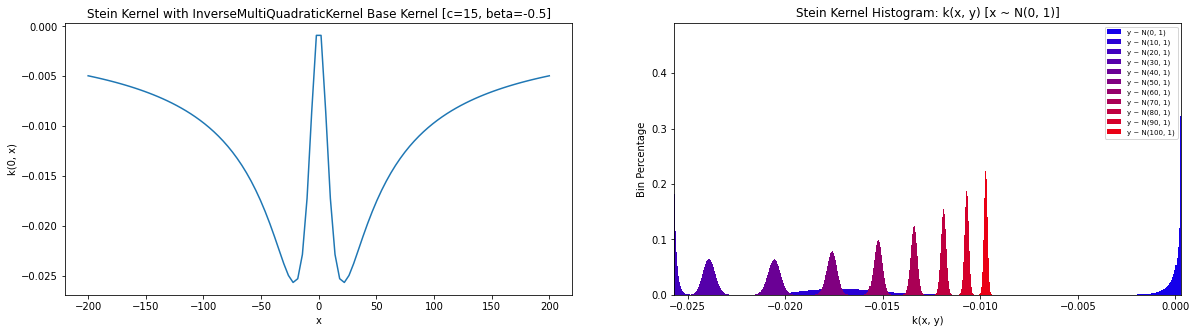 Stein Kernel with InverseMultiQuadraticKernel Base Kernel [c=15, beta=-0.5]
0.000
−0.005
−0.010
−0.015
−0.020
−0.025
k(0, x)
−200
−150
−100
−50
0
50
100
150
200
x
Stein Kernel Histogram: k(x, y) [x ~ N(0, 1)]
0.4
0.3
0.2
0.1
0.0
Bin Percentage
y ~ N(0, 1)
y ~ N(10, 1)
y ~ N(20, 1)
y ~ N(30, 1)
y ~ N(40, 1)
y ~ N(50, 1)
y ~ N(60, 1)
y ~ N(70, 1)
y ~ N(80, 1)
y ~ N(90, 1)
y ~ N(100, 1)
−0.025
−0.020
−0.015
−0.010
−0.005
0.000
k(x, y)